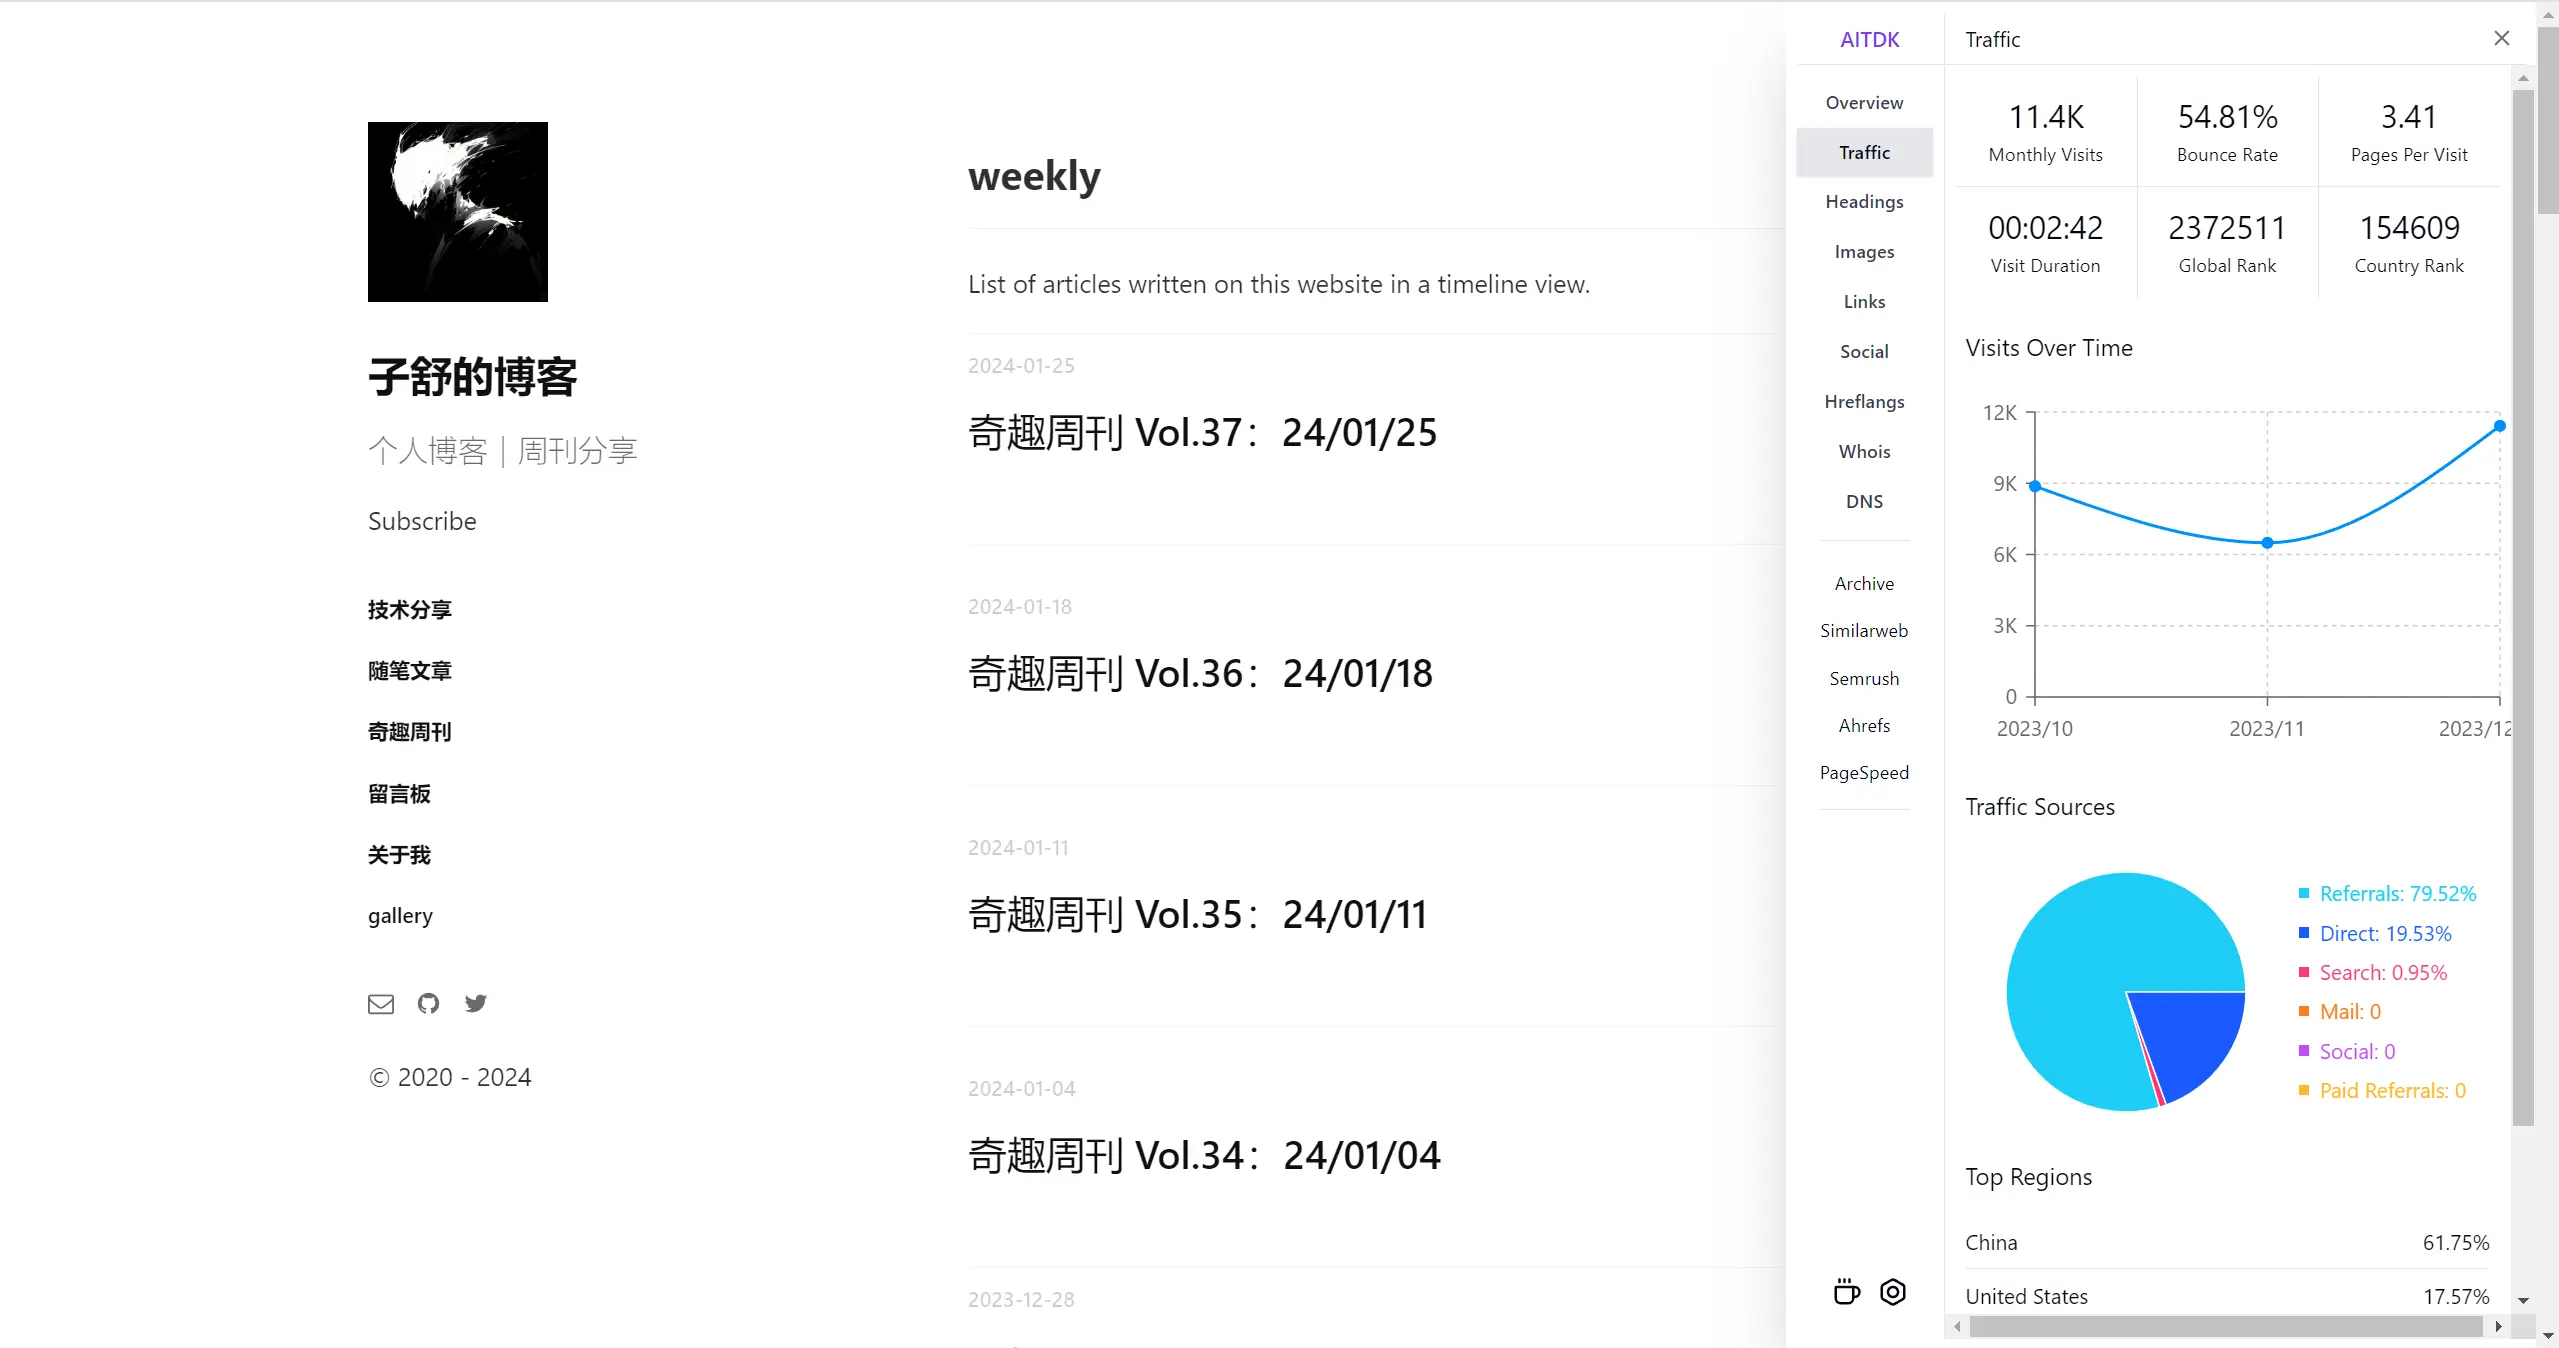 子舒的博客
个人博客 | 周刊分享
Subscribe
技术分享
随笔文章
奇趣周刊
留言板
关于我
gallery
© 2020 - 2024
weekly
List of articles written on this website in a timeline view.
2024-01-25
奇趣周刊 Vol.37：24/01/25
2024-01-18
奇趣周刊 Vol.36：24/01/18
2024-01-11
奇趣周刊 Vol.35：24/01/11
2024-01-04
奇趣周刊 Vol.34：24/01/04
2023-12-28
AITDK
Overview
Traffic
Headings
Images
Links
Social
Hreflangs
Whois
DNS
Archive
Similarweb
Semrush
Ahrefs
PageSpeed
Traffic
11.4K 54.81% 3.41
Monthly Visits Bounce Rate Pages Per Visit
00:02:42 2372511 154609
Visit Duration Global Rank Country Rank
Visits Over Time
12K
9K
6K
3K
0
2023/10 2023/11 2023/12
Traffic Sources
Referrals: 79.52%
Direct: 19.53%
Search: 0.95%
Mail: 0
Social: 0
Paid Referrals: 0
Top Regions
China 61.75%
United States 17.57%